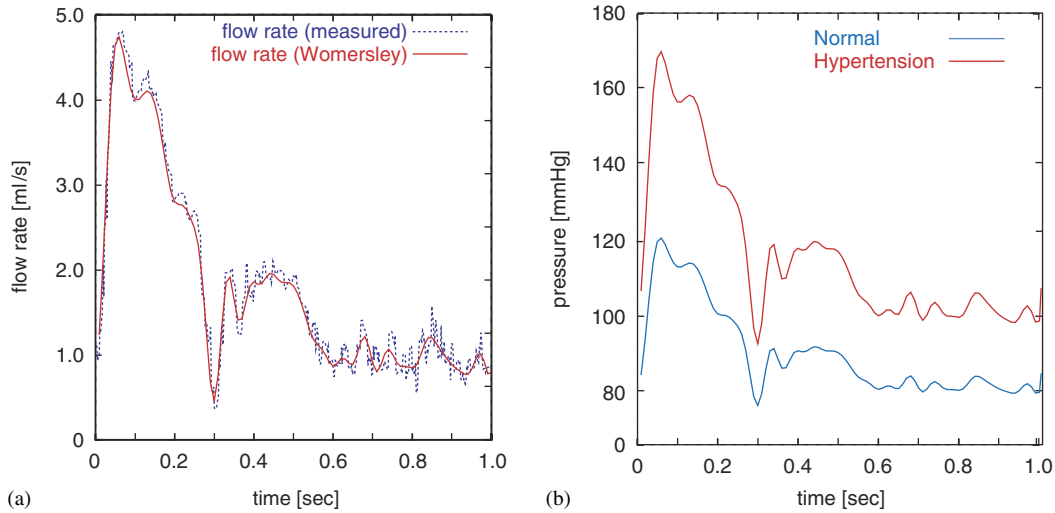 5.0
4.0
3.0
2.0
1.0
0
flow rate [ml/s]
flow rate (measured)
flow rate (Womersley)
0 0.2 0.4 0.6 0.8 1.0
time [sec]
(a)
180
160
140
120
100
80
0
pressure [mmHg]
Normal
Hypertension
0 0.2 0.4 0.6 0.8 1.0
time [sec]
(b)